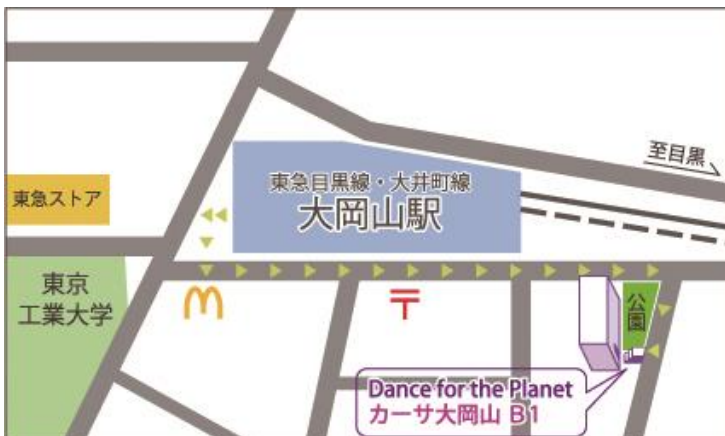 至目黒
東急目黒線・大井町線
大岡山駅
東急ストア
東京
工業大学
公園
Dance for the Planet
カーサ大岡山 B1